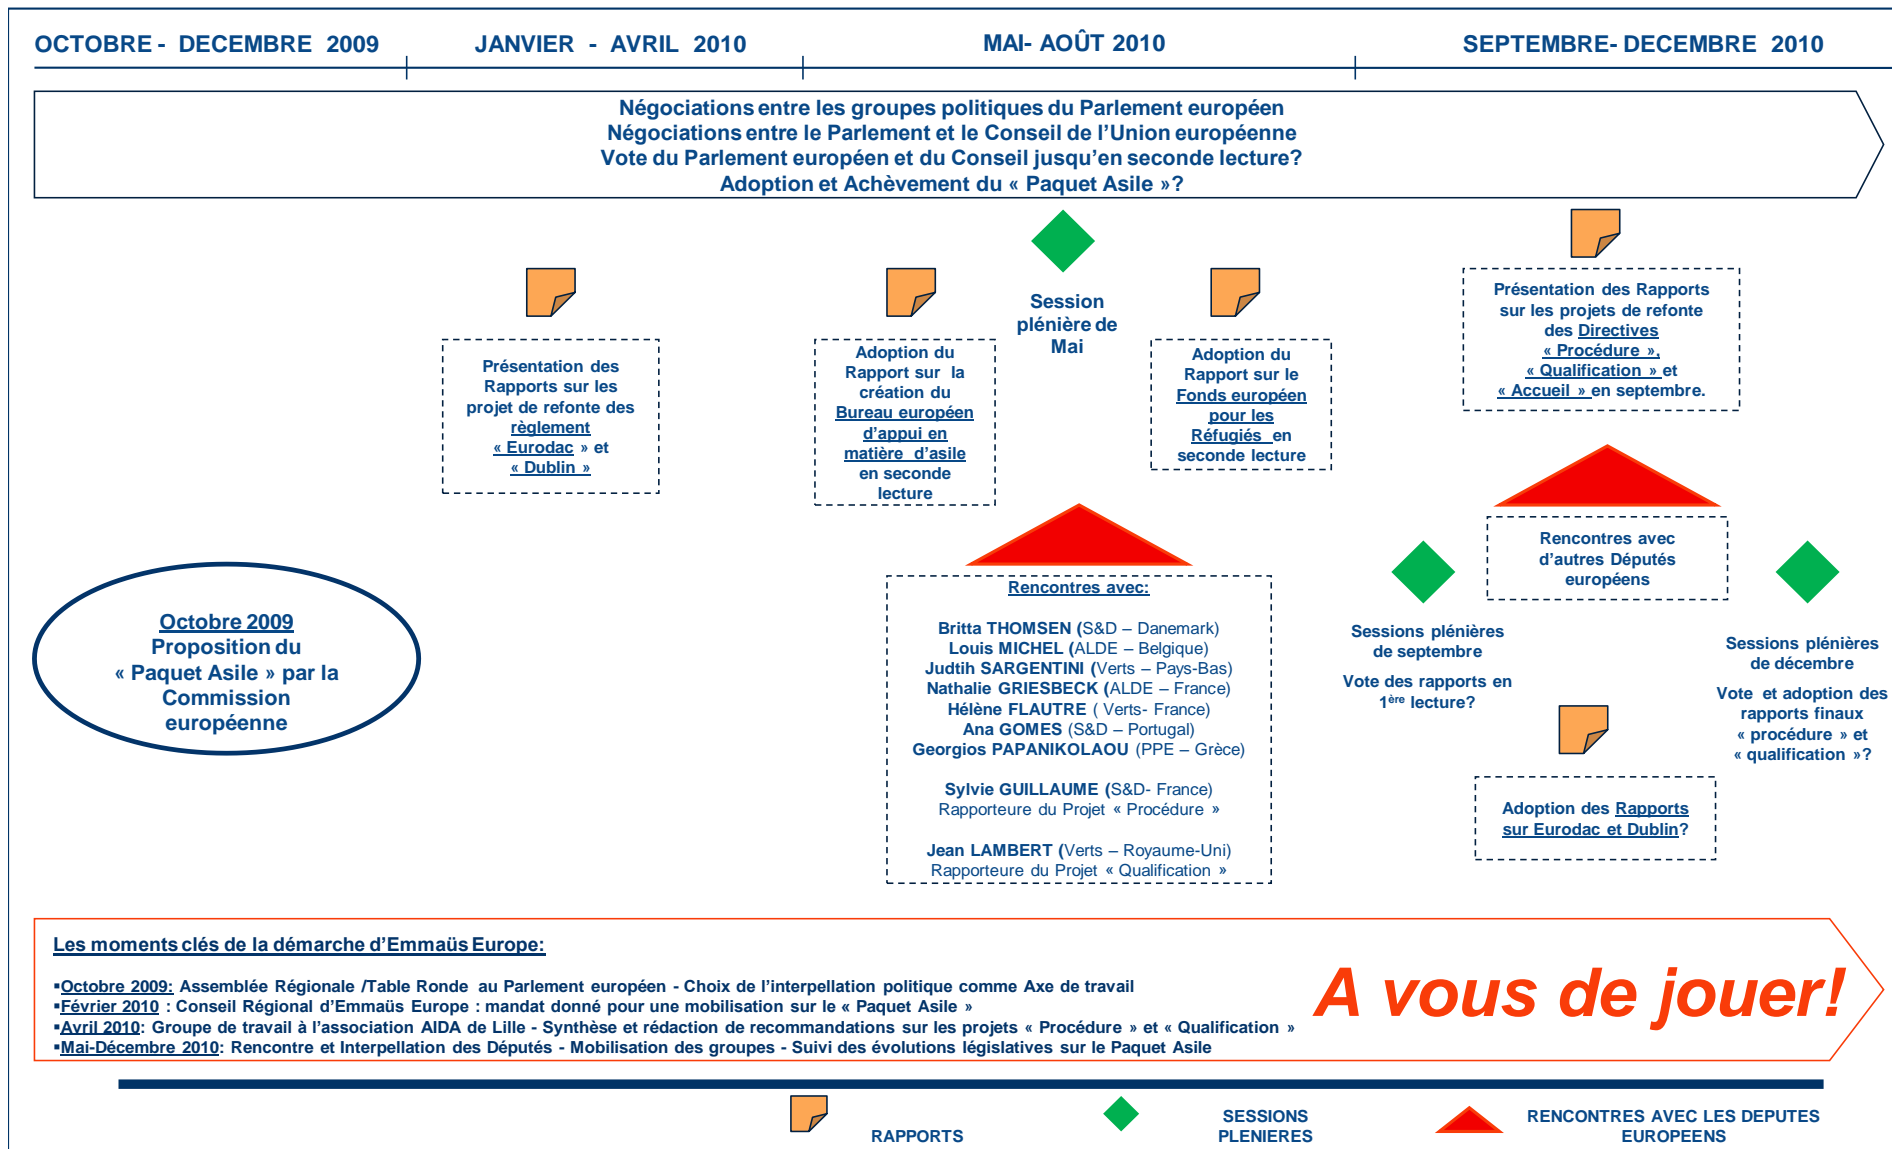 OCTOBRE - DECEMBRE 2009
JANVIER - AVRIL 2010
MAI- AOÛT 2010
SEPTEMBRE- DECEMBRE 2010
Négociations entre les groupes politiques du Parlement européen
Négociations entre le Parlement et le Conseil de l’Union européenne
Vote du Parlement européen et du Conseil jusqu’en seconde lecture?
Adoption et Achèvement du « Paquet Asile »?
Octobre 2009
Proposition du
« Paquet Asile » par la
Commission
européenne
Présentation des
Rapports sur les
projet de refonte des
règlement
« Eurodac » et
« Dublin »
Adoption du
Rapport sur la
création du
Bureau européen
d’appui en
matière d’asile
en seconde
lecture
Session
plénière de
Mai
Adoption du
Rapport sur le
Fonds européen
pour les
Réfugiés en
seconde lecture
Rencontres avec:
Britta THOMSEN (S&D – Danemark)
Louis MICHEL (ALDE – Belgique)
Judtih SARGENTINI (Verts – Pays-Bas)
Nathalie GRIESBECK (ALDE – France)
Hélène FLAUTRE ( Verts- France)
Ana GOMES (S&D – Portugal)
Georgios PAPANIKOLAOU (PPE – Grèce)
Sylvie GUILLAUME (S&D- France)
Rapporteure du Projet « Procédure »
Jean LAMBERT (Verts – Royaume-Uni)
Rapporteure du Projet « Qualification »
Présentation des Rapports
sur les projets de refonte
des Directives
« Procédure »,
« Qualification » et
« Accueil » en septembre.
Rencontres avec
d’autres Députés
européens
Sessions plénières
de septembre
Vote des rapports en
1ère lecture?
Sessions plénières
de décembre
Vote et adoption des
rapports finaux
« procédure » et
« qualification »?
Adoption des Rapports
sur Eurodac et Dublin?
Les moments clés de la démarche d’Emmaüs Europe:
▪Octobre 2009: Assemblée Régionale /Table Ronde au Parlement européen - Choix de l’interpellation politique comme Axe de travail
▪Février 2010 : Conseil Régional d’Emmaüs Europe : mandat donné pour une mobilisation sur le « Paquet Asile »
▪Avril 2010: Groupe de travail à l’association AIDA de Lille - Synthèse et rédaction de recommandations sur les projets « Procédure » et « Qualification »
▪Mai-Décembre 2010: Rencontre et Interpellation des Députés - Mobilisation des groupes - Suivi des évolutions législatives sur le Paquet Asile
A vous de jouer!
RAPPORTS
SESSIONS
PLENIERES
RENCONTRES AVEC LES DEPUTES
EUROPEENS